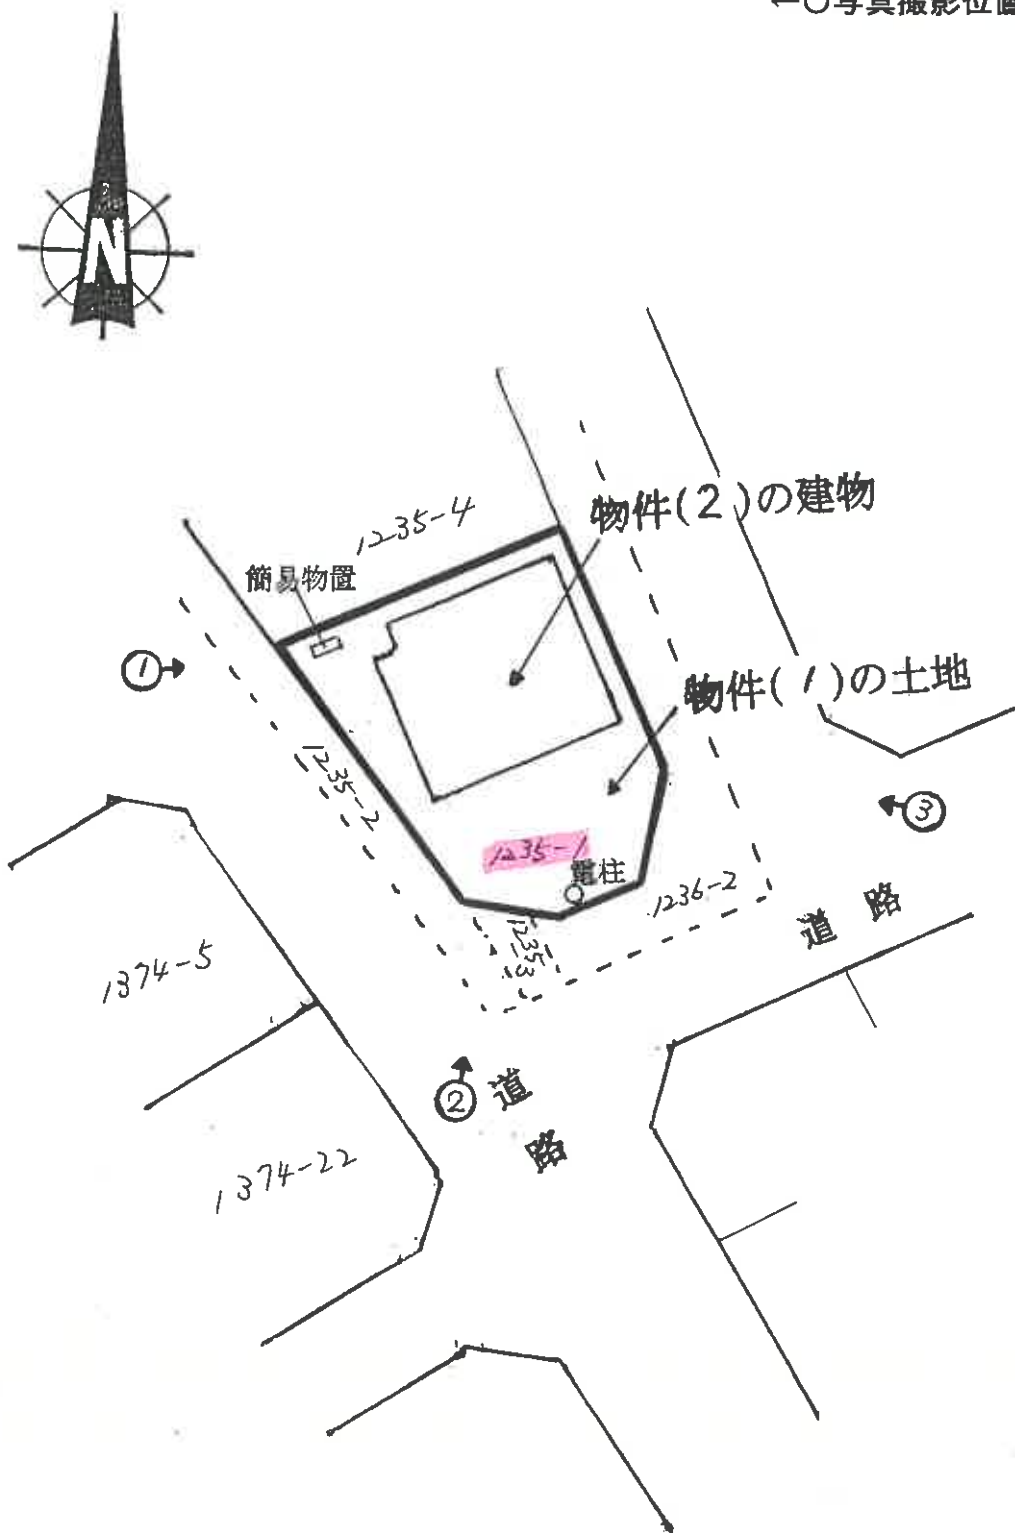 ←○写真撮影位置
N
物件(2)の建物
1235-4
簡易物置
①
物件(1)の土地
1235-2
③
1235-1
電柱
1236-2
道路
1235-3
1374-5
②
道路
1374-22